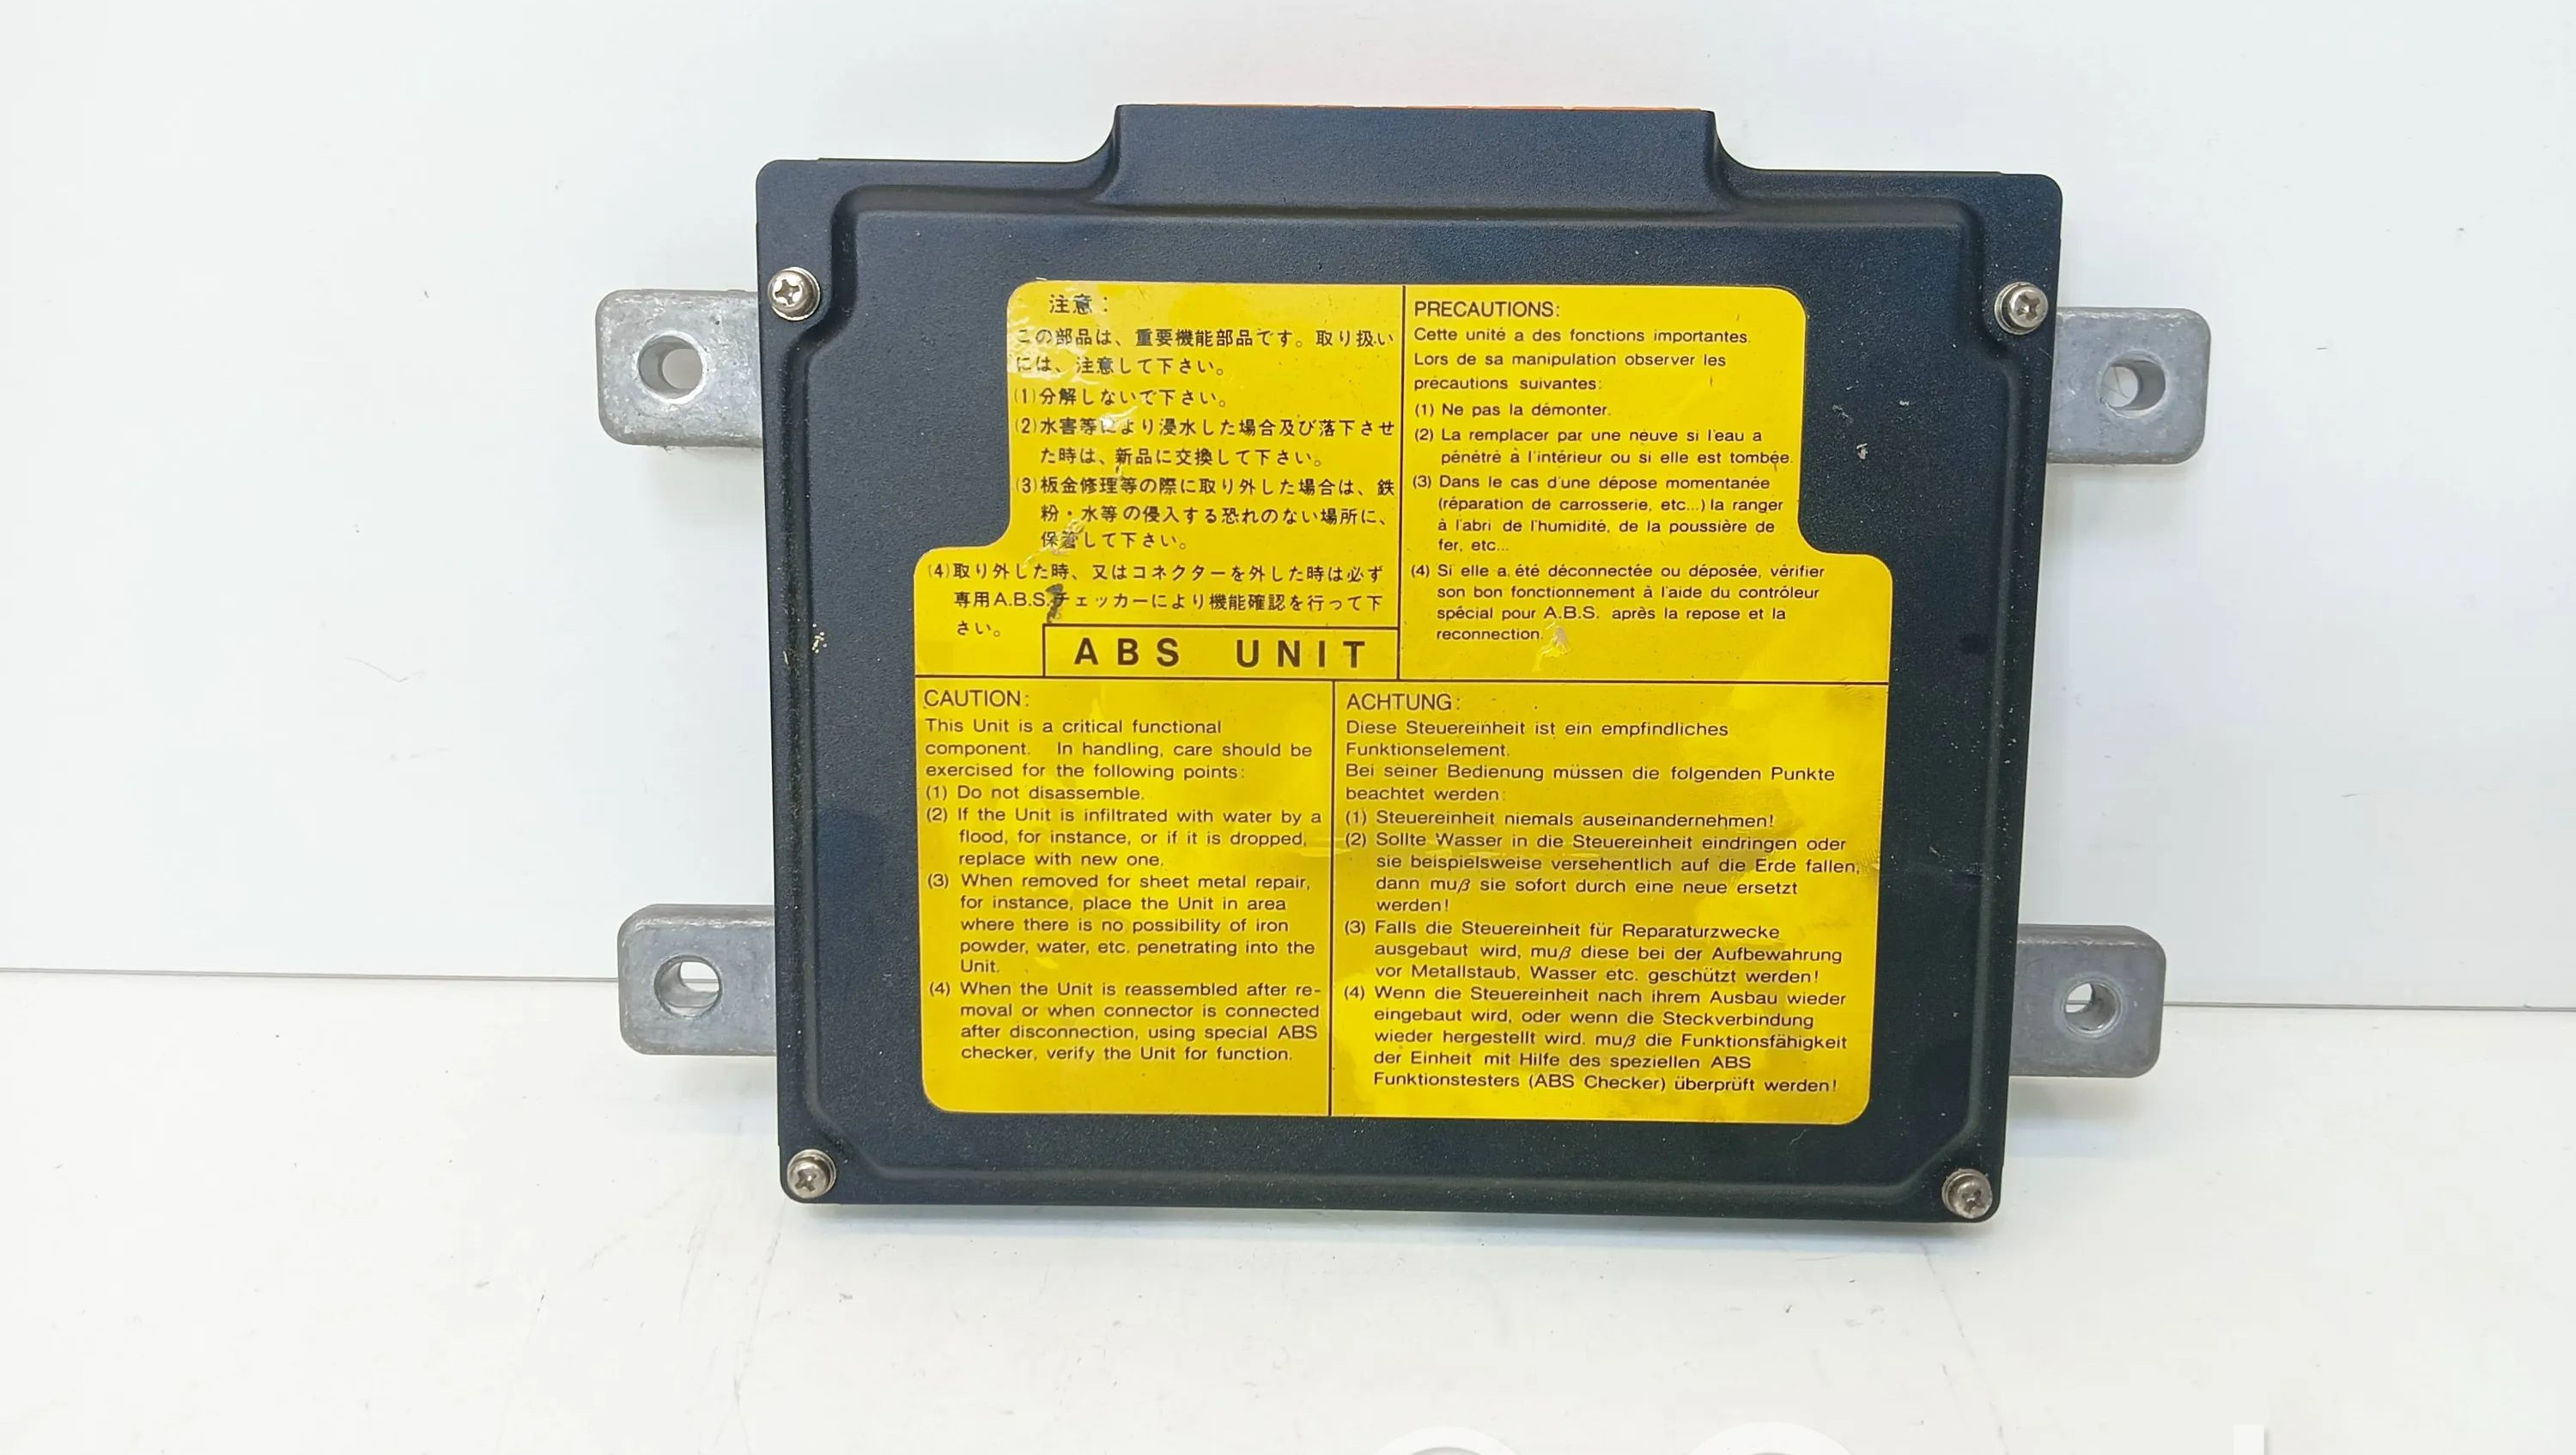 注意：
この部品は、重要機能部品です。取り扱い
には、注意して下さい。
(1)分解しないで下さい。
(2)水害等により浸水した場合及び落下させ
た時は、新品に交換して下さい。
(3)板金修理等の際に取り外した場合は、鉄
粉・水等の侵入する恐れのない場所に、
保管して下さい。
(4)取り外した時、又はコネクターを外した時は必ず
専用A.B.S.チェッカーにより機能確認を行って下
さい。
ABS UNIT
PRECAUTIONS:
Cette unité a des fonctions importantes.
Lors de sa manipulation observer les
précautions suivantes:
(1) Ne pas la démonter.
(2) La remplacer par une neuve si l'eau a
pénétré à l'intérieur ou si elle est tombée.
(3) Dans le cas d'une dépose momentanée
(réparation de carrosserie, etc...) la ranger
à l'abri de l'humidité, de la poussière de
fer, etc...
(4) Si elle a été déconnectée ou déposée, vérifier
son bon fonctionnement à l'aide du contrôleur
spécial pour A.B.S. après la repose et la
reconnection.
CAUTION:
This Unit is a critical functional
component. In handling, care should be
exercised for the following points:
(1) Do not disassemble.
(2) If the Unit is infiltrated with water by a
flood, for instance, or if it is dropped,
replace with new one.
(3) When removed for sheet metal repair,
for instance, place the Unit in area
where there is no possibility of iron
powder, water, etc. penetrating into the
Unit.
(4) When the Unit is reassembled after re-
moval or when connector is connected
after disconnection, using special ABS
checker, verify the Unit for function.
ACHTUNG:
Diese Steuereinheit ist ein empfindliches
Funktionselement.
Bei seiner Bedienung müssen die folgenden Punkte
beachtet werden:
(1) Steuereinheit niemals auseinandernehmen!
(2) Sollte Wasser in die Steuereinheit eindringen oder
sie beispielsweise versehentlich auf die Erde fallen,
dann muß sie sofort durch eine neue ersetzt
werden!
(3) Falls die Steuereinheit für Reparaturzwecke
ausgebaut wird, muß diese bei der Aufbewahrung
vor Metallstaub, Wasser etc. geschützt werden!
(4) Wenn die Steuereinheit nach ihrem Ausbau wieder
eingebaut wird, oder wenn die Steckverbindung
wieder hergestellt wird. muß die Funktionsfähigkeit
der Einheit mit Hilfe des speziellen ABS
Funktionstesters (ABS Checker) überprüft werden!